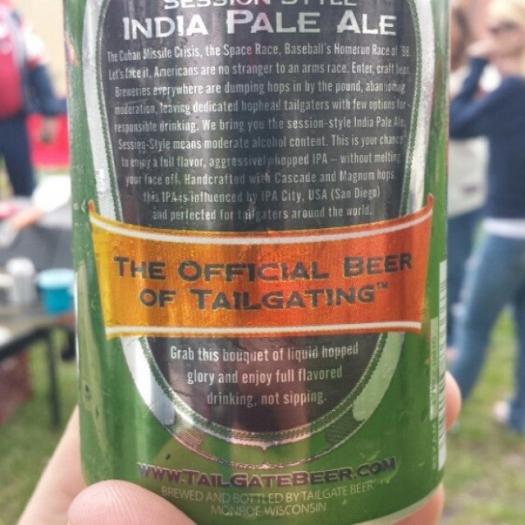 SESSION STYLE
INDIA PALE ALE
The Cuban Missile Crisis, the Space Race, Baseball's Homerun Race of '98.
Let's face it, Americans are no stranger to an arms race. Enter, craft beer.
Breweries everywhere are dumping hops in by the pound, abandoning
moderation, leaving dedicated hophead tailgaters with few options for
responsible drinking. We bring you the session-style India Pale Ale.
Session-Style means moderate alcohol content. This is your chance
to enjoy a full flavor, aggressively hopped IPA – without melting
your face off. Handcrafted with Cascade and Magnum hops,
this IPA is influenced by IPA City, USA (San Diego)
and perfected for tailgaters around the world.
THE OFFICIAL BEER
OF TAILGATING™
Grab this bouquet of liquid hopped
glory and enjoy full flavored
drinking, not sipping.
WWW.TAILGATEBEER.COM
BREWED AND BOTTLED BY TAILGATE BEER
MONROE WISCONSIN